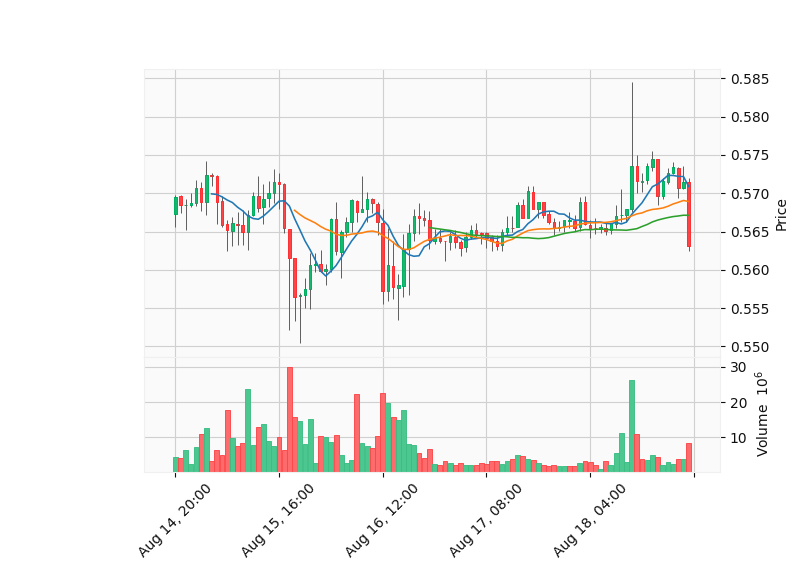 0.585
0.580
0.575
0.570
0.565
0.560
0.555
0.550
Price
30
20
10
Volume 10^6
Aug 14, 20:00
Aug 15, 16:00
Aug 16, 12:00
Aug 17, 08:00
Aug 18, 04:00